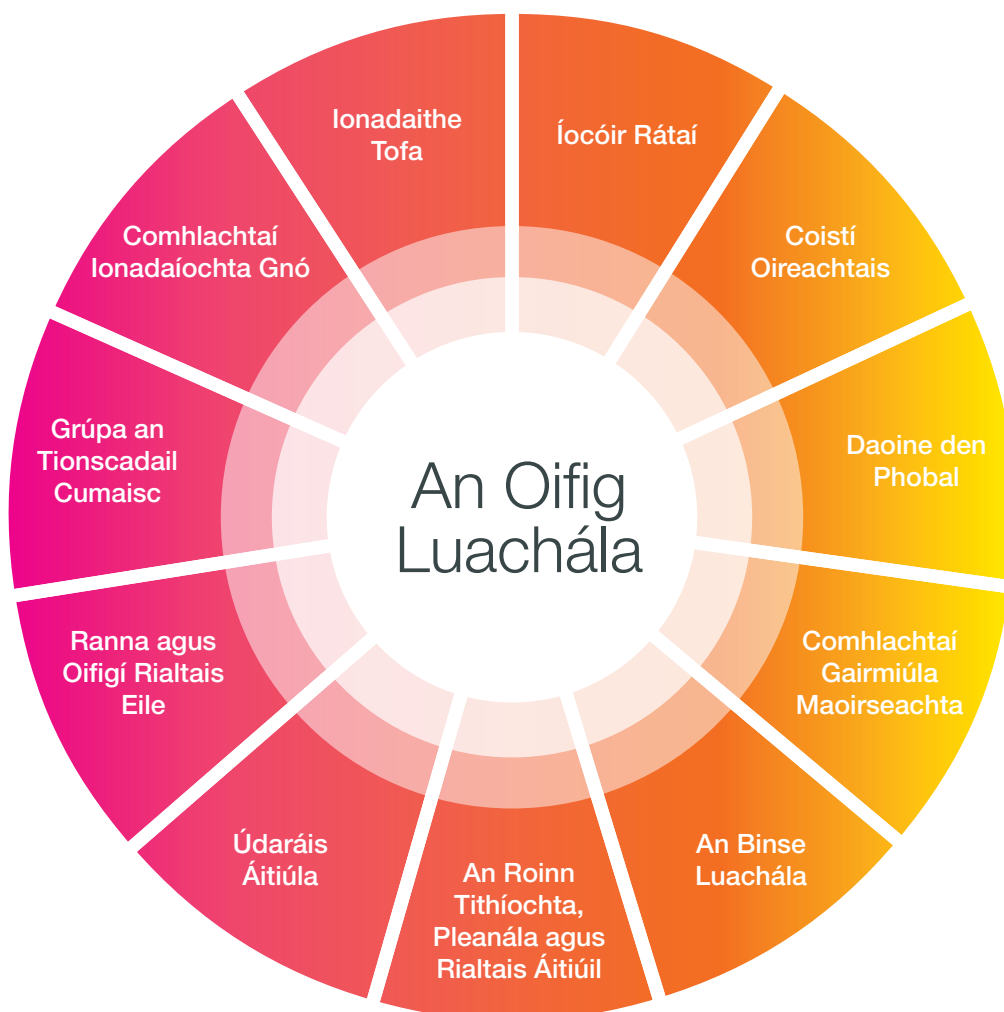 Ionadaithe
Tofa
Íocóir Rátaí
Coistí
Oireachtais
Daoine den
Phobal
Comhlachtaí
Gairmiúla
Maoirseachta
An Binse
Luachála
An Roinn
Tithíochta,
Pleanála agus
Rialtais Áitiúil
Údaráis
Áitiúla
Ranna agus
Oifigí Rialtais
Eile
Grúpa an
Tionscadail
Cumaisc
Comhlachtaí
Ionadaíochta Gnó
An Oifig
Luachála